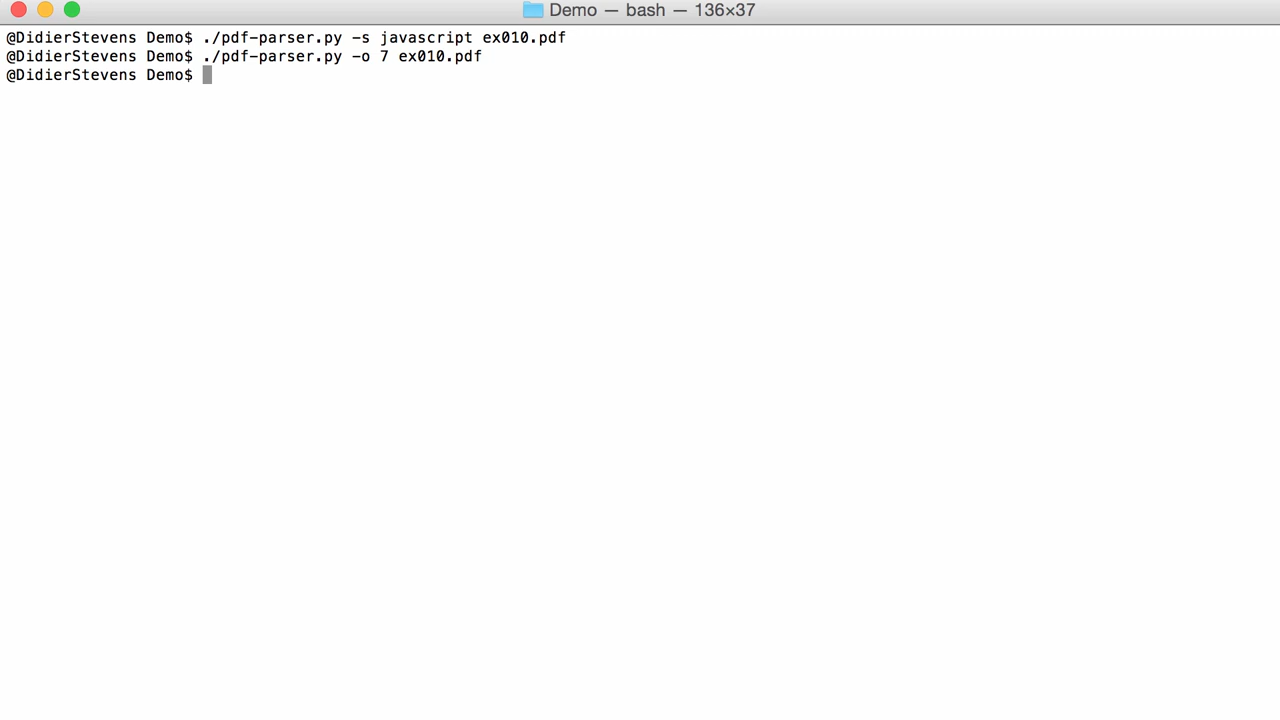 Demo — bash — 136×37
@DidierStevens Demo$ ./pdf-parser.py -s javascript ex010.pdf
@DidierStevens Demo$ ./pdf-parser.py -o 7 ex010.pdf
@DidierStevens Demo$